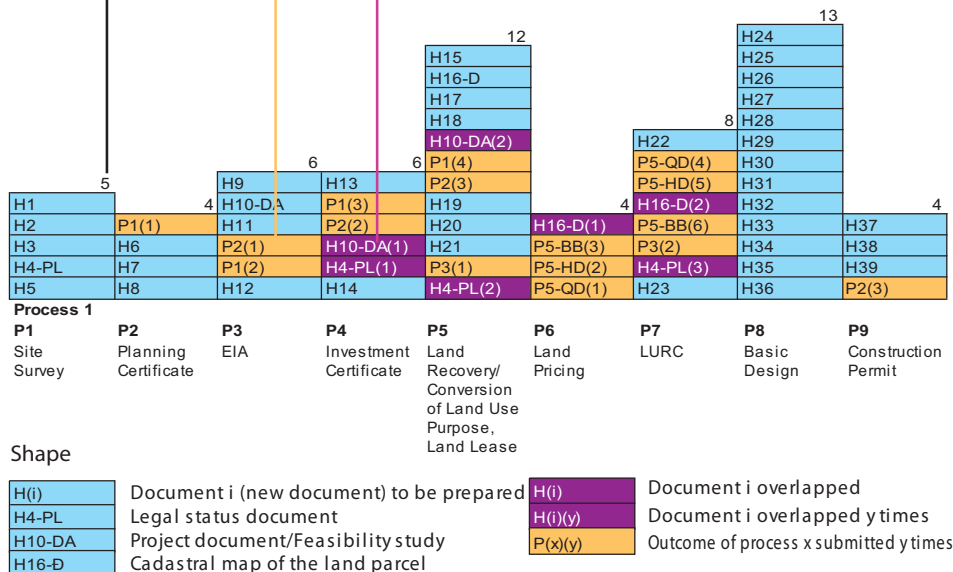 5
H1
H2
H3
H4-PL
H5
4
P1(1)
H6
H7
H8
6
H9
H10-DA
H11
P2(1)
P1(2)
H12
6
H13
P1(3)
P2(2)
H10-DA(1)
H4-PL(1)
H14
12
H15
H16-D
H17
H18
H10-DA(2)
P1(4)
P2(3)
H19
H20
H21
P3(1)
H4-PL(2)
4
H16-D(1)
P5-BB(3)
P5-HD(2)
P5-QD(1)
8
H22
P5-QD(4)
P5-HD(5)
H16-D(2)
P5-BB(6)
P3(2)
H4-PL(3)
H23
13
H24
H25
H26
H27
H28
H29
H30
H31
H32
H33
H34
H35
H36
4
H37
H38
H39
P2(3)
Process 1
P1
Site
Survey
P2
Planning
Certificate
P3
EIA
P4
Investment
Certificate
P5
Land
Recovery/
Conversion
of Land Use
Purpose,
Land Lease
P6
Land
Pricing
P7
LURC
P8
Basic
Design
P9
Construction
Permit
Shape
H(i) Document i (new document) to be prepared
H4-PL Legal status document
H10-DA Project document/Feasibility study
H16-Đ Cadastral map of the land parcel
H(i) Document i overlapped
H(i)(y) Document i overlapped y times
P(x)(y) Outcome of process x submitted y times